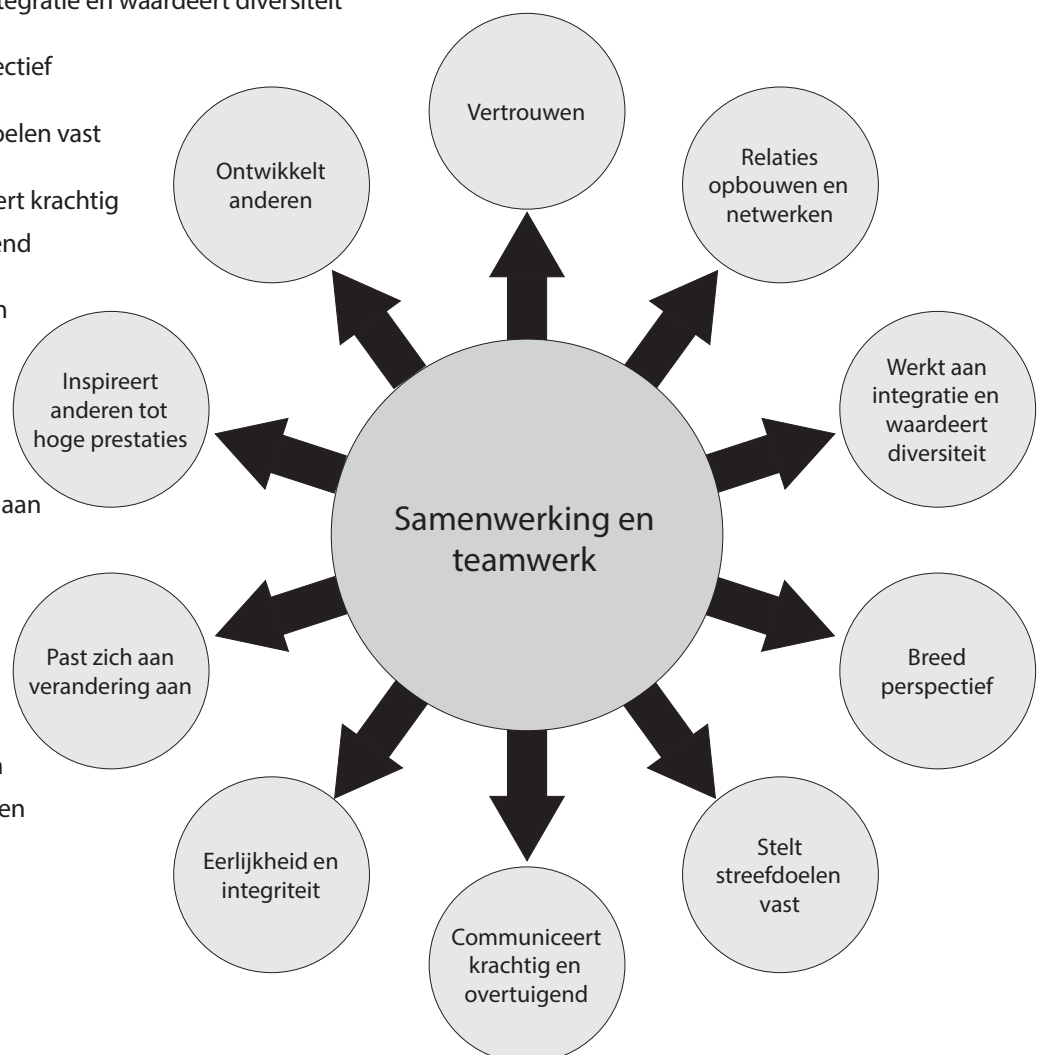 tegratie en waardeert diversiteit
ectief
oelen vast
ert krachtig
end
n
aan
n
en
Vertrouwen
Relaties
opbouwen en
netwerken
Werkt aan
integratie en
waardeert
diversiteit
Breed
perspectief
Stelt
streefdoelen
vast
Communiceert
krachtig en
overtuigend
Eerlijkheid en
integriteit
Past zich aan
verandering aan
Inspireert
anderen tot
hoge prestaties
Ontwikkelt
anderen
Samenwerking en
teamwerk